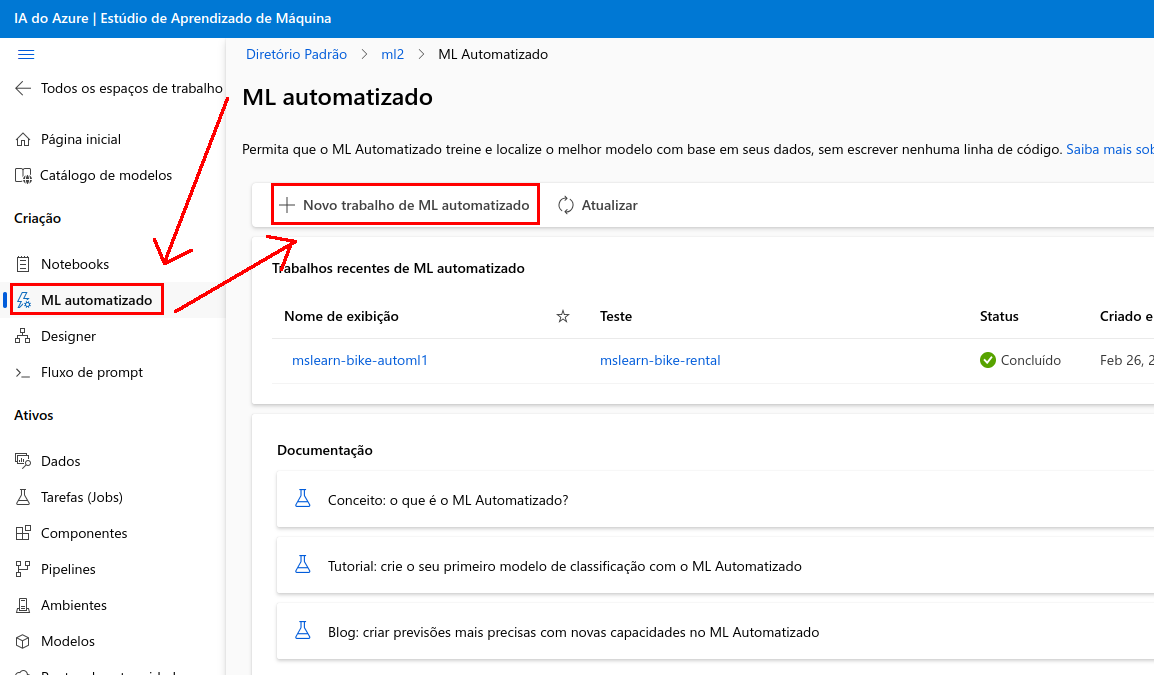 IA do Azure | Estúdio de Aprendizado de Máquina
Diretório Padrão > ml2 > ML Automatizado
Todos os espaços de trabalho
Página inicial
Catálogo de modelos
Criação
Notebooks
ML automatizado
Designer
Fluxo de prompt
Ativos
Dados
Tarefas (Jobs)
Componentes
Pipelines
Ambientes
Modelos
ML automatizado
Permita que o ML Automatizado treine e localize o melhor modelo com base em seus dados, sem escrever nenhuma linha de código. Saiba mais sob
Novo trabalho de ML automatizado Atualizar
Trabalhos recentes de ML automatizado
Nome de exibição Teste Status Criado e
mslearn-bike-automl1 mslearn-bike-rental Concluído Feb 26, 2
Documentação
Conceito: o que é o ML Automatizado?
Tutorial: crie o seu primeiro modelo de classificação com o ML Automatizado
Blog: criar previsões mais precisas com novas capacidades no ML Automatizado